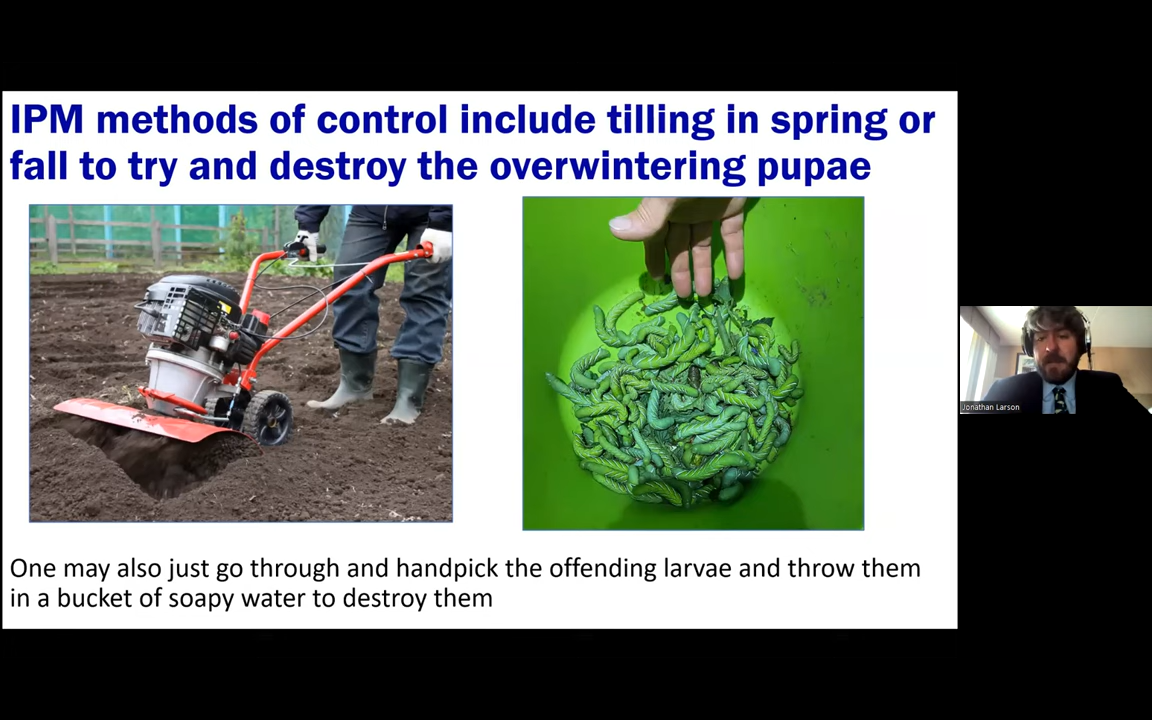 IPM methods of control include tilling in spring or
fall to try and destroy the overwintering pupae
One may also just go through and handpick the offending larvae and throw them
in a bucket of soapy water to destroy them
Jonathan Larson